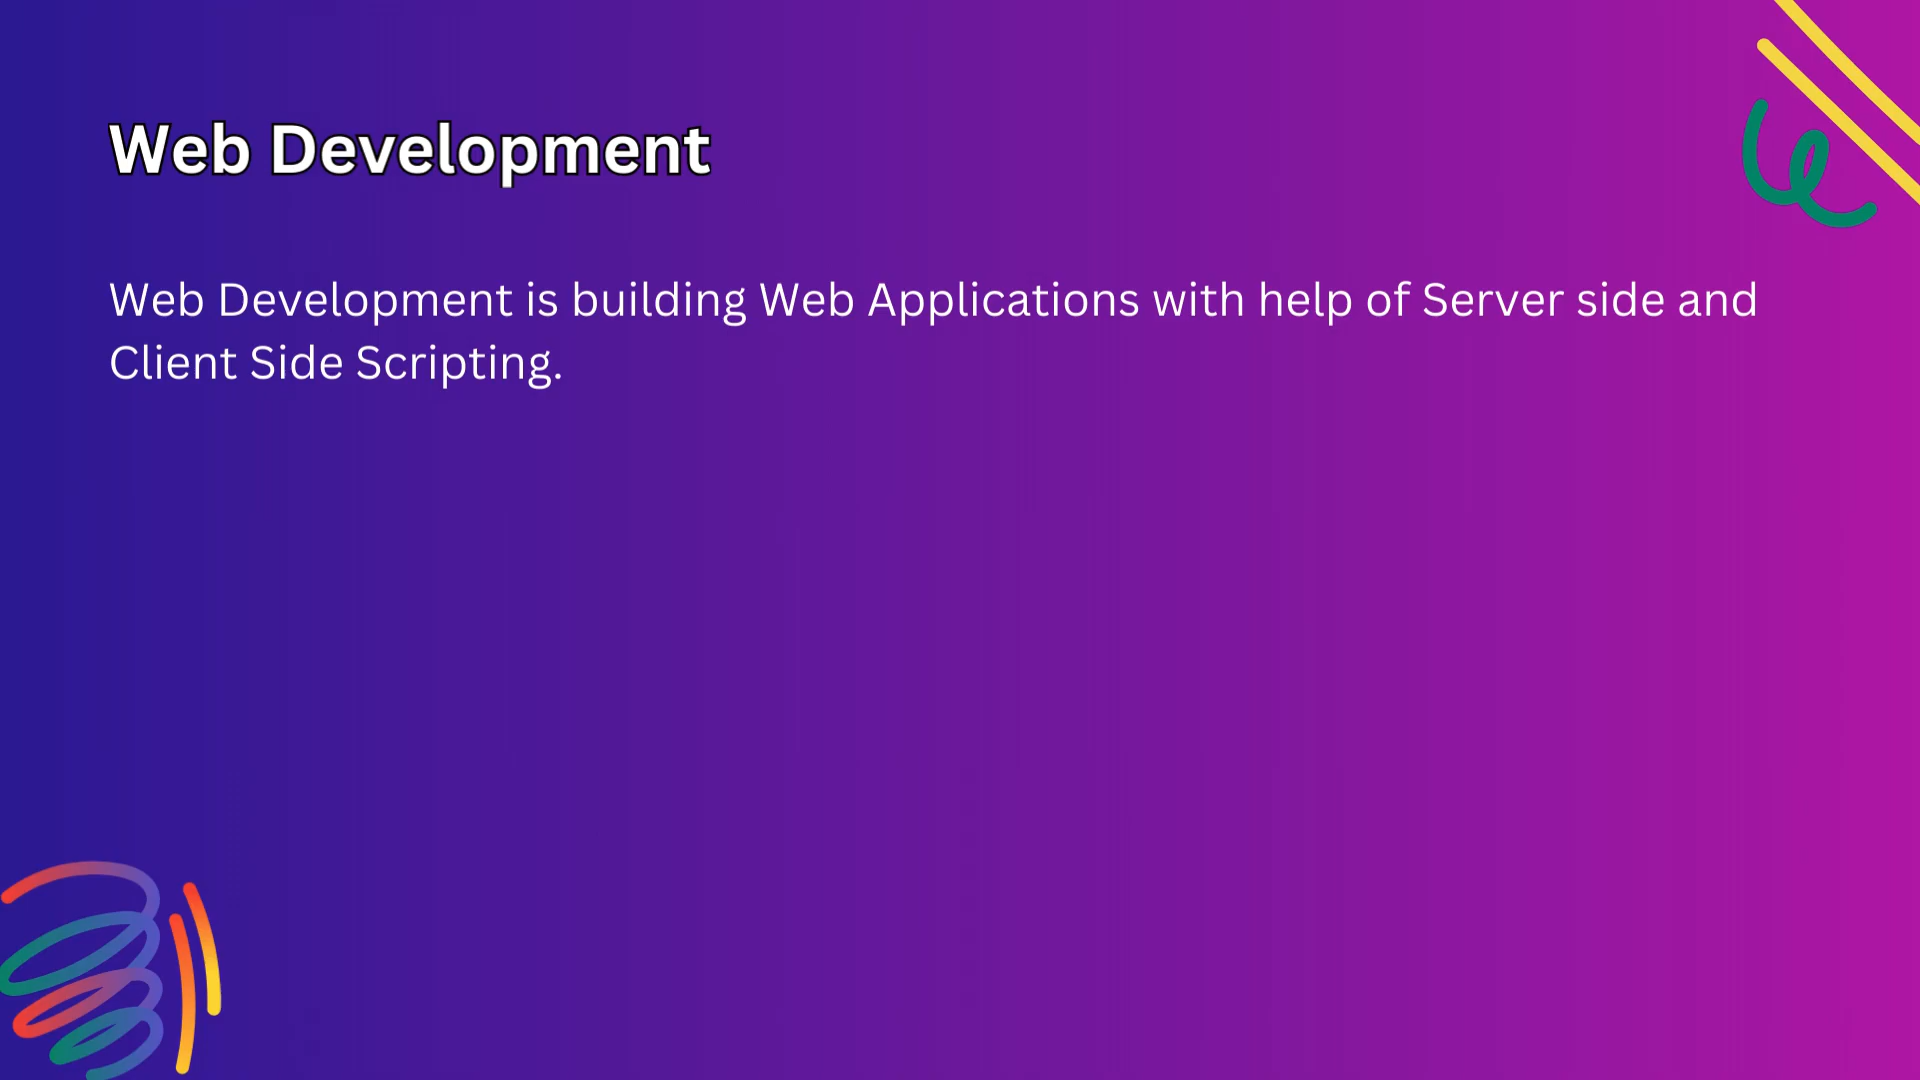 Web Development
Web Development is building Web Applications with help of Server side and
Client Side Scripting.